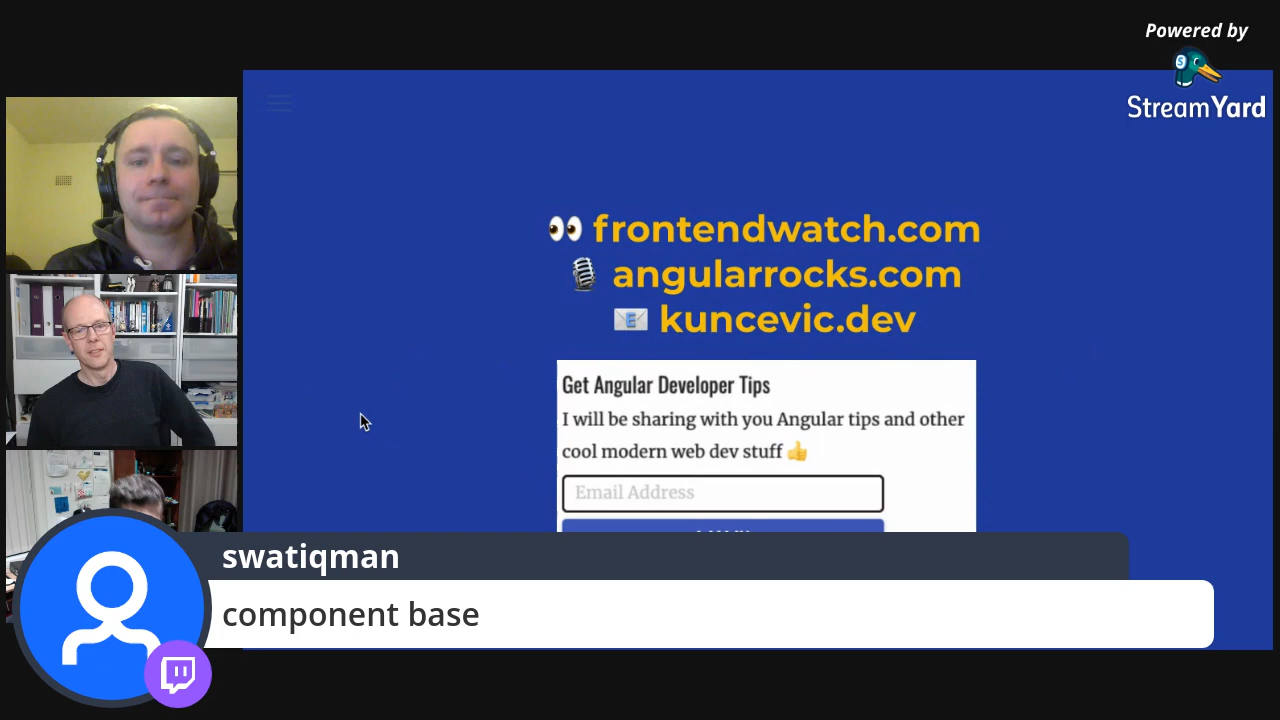 Powered by
StreamYard
frontendwatch.com
angularrocks.com
kuncevic.dev
Get Angular Developer Tips
I will be sharing with you Angular tips and other
cool modern web dev stuff
Email Address
swatiqman
component base